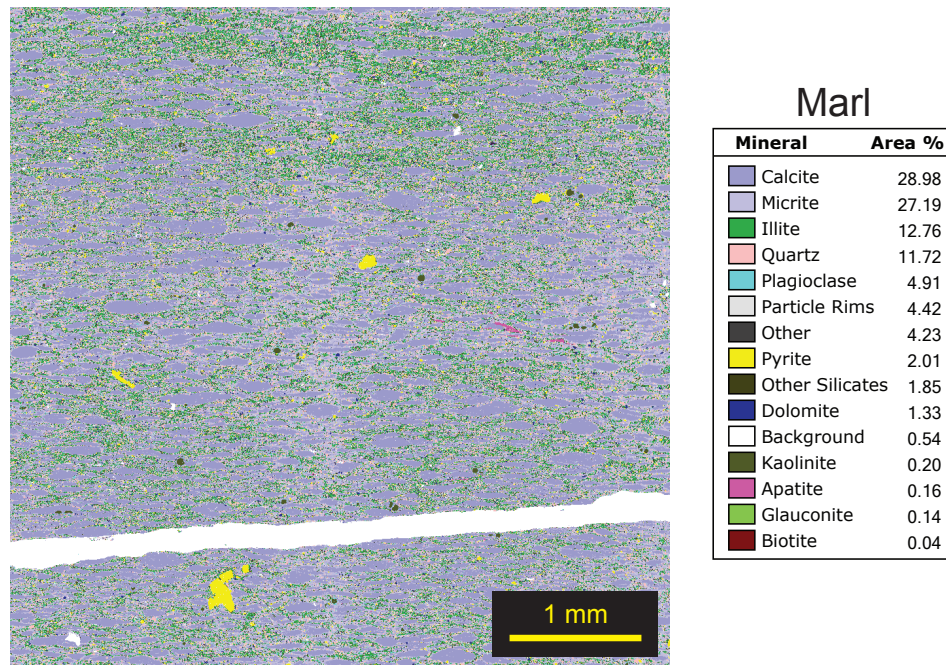 Marl
Mineral Area %
Calcite 28.98
Micrite 27.19
Illite 12.76
Quartz 11.72
Plagioclase 4.91
Particle Rims 4.42
Other 4.23
Pyrite 2.01
Other Silicates 1.85
Dolomite 1.33
Background 0.54
Kaolinite 0.20
Apatite 0.16
Glauconite 0.14
Biotite 0.04
1 mm